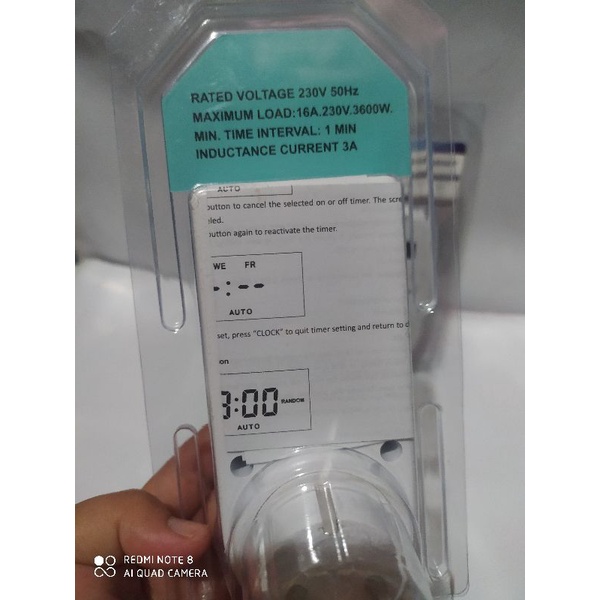 RATED VOLTAGE 230V 50Hz
MAXIMUM LOAD:16A.230V.3600W.
MIN. TIME INTERVAL: 1 MIN
INDUCTANCE CURRENT 3A
AUTO
button to cancel the selected on or off timer. The
button again to reactivate the timer.
WE FR
-:--
AUTO
set, press "CLOCK" to quit timer setting and return to
on
3:00 RANDOM
AUTO
REDMI NOTE 8
AI QUAD CAMERA